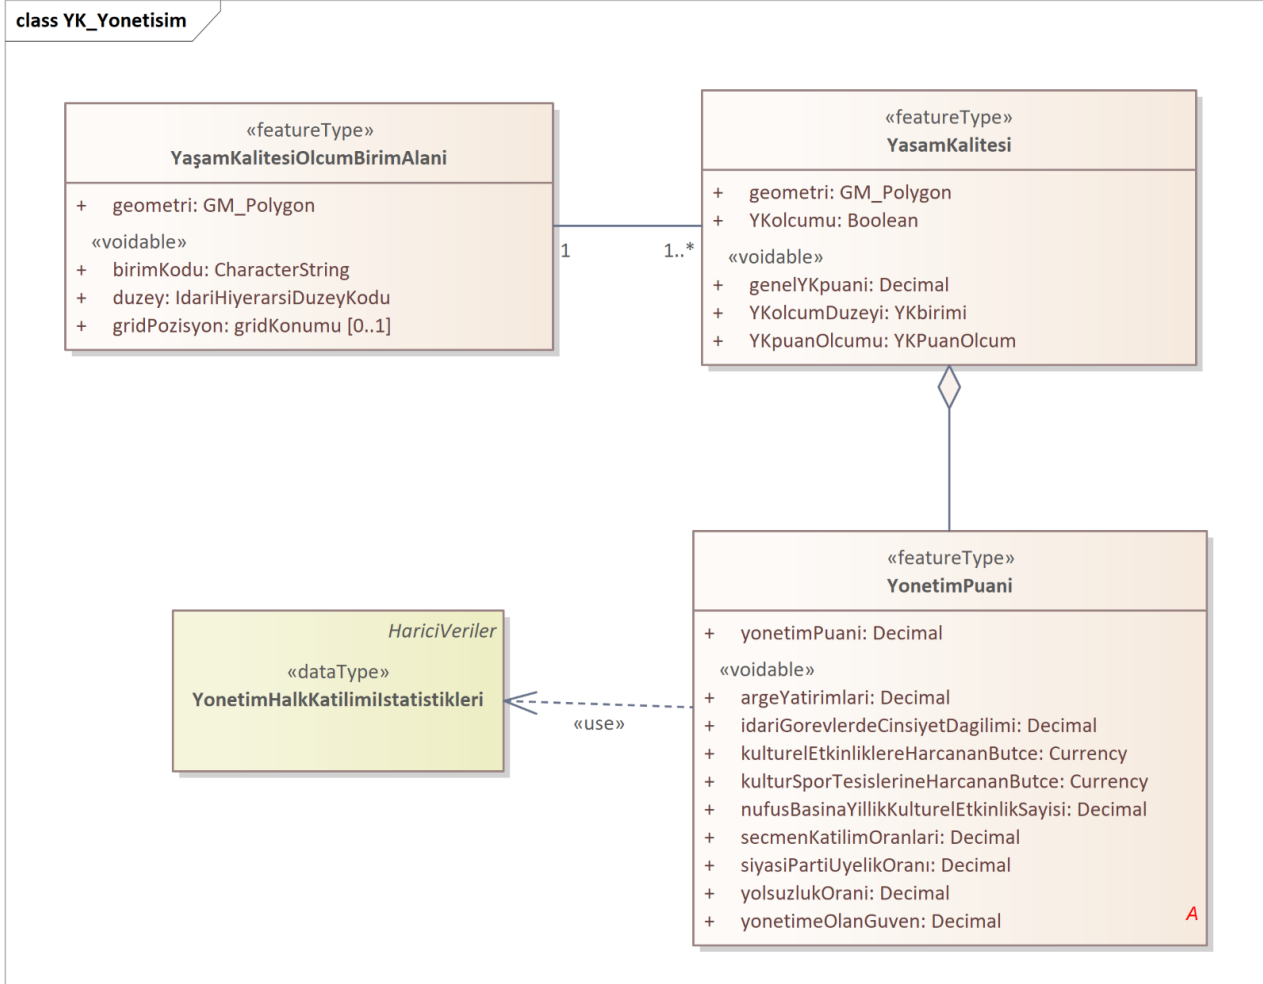 class YK_Yonetisim
«featureType»
YaşamKalitesiOlcumBirimAlani
+ geometri: GM_Polygon
«voidable»
+ birimKodu: CharacterString
+ duzey: IdariHiyerarsiDuzeyKodu
+ gridPozisyon: gridKonumu [0..1]
1
1..*
«featureType»
YasamKalitesi
+ geometri: GM_Polygon
+ YKolcumu: Boolean
«voidable»
+ genelYKpuani: Decimal
+ YKolcumDuzeyi: YKbirimi
+ YKpuanOlcumu: YKPuanOlcum
HariciVeriler
«dataType»
YonetimHalkKatilimiIstatistikleri
«use»
«featureType»
YonetimPuani
+ yonetimPuani: Decimal
«voidable»
+ argeYatirimlari: Decimal
+ idariGorevlerdeCinsiyetDagilimi: Decimal
+ kulturelEtkinliklereHarcananButce: Currency
+ kulturSporTesislerineHarcananButce: Currency
+ nufusBasinaYillikKulturelEtkinlikSayisi: Decimal
+ secmenKatilimOranlari: Decimal
+ siyasiPartiUyelikOranı: Decimal
+ yolsuzlukOrani: Decimal
+ yonetimeOlanGuven: Decimal
A